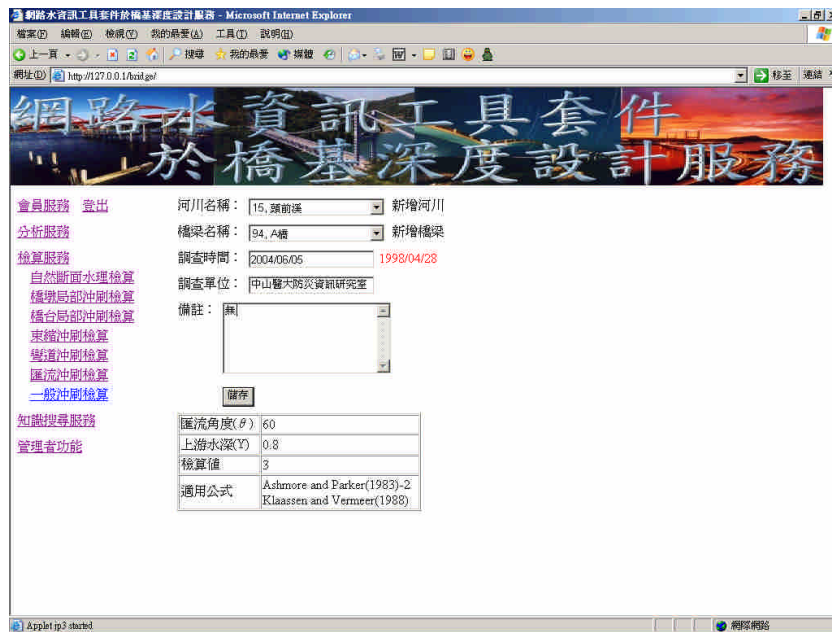 網路水資訊工具套件於橋基深度設計服務 - Microsoft Internet Explorer
檔案(F) 編輯(E) 檢視(V) 我的最愛(A) 工具(T) 說明(H)
上一頁 搜尋 我的最愛 媒體
網址(D) http://127.0.0.1/bridge/ 移至 連結
網路水資訊工具套件
於橋基深度設計服務
會員服務 登出
分析服務
檢算服務
自然斷面水理檢算
橋墩局部沖刷檢算
橋台局部沖刷檢算
束縮沖刷檢算
彎道沖刷檢算
匯流沖刷檢算
一般沖刷檢算
知識搜尋服務
管理者功能
河川名稱： 15, 頭前溪 新增河川
橋梁名稱： 94, A橋 新增橋梁
調查時間： 2004/06/05 1998/04/28
調查單位： 中山醫大防災資訊研究室
備註： 無
儲存
匯流角度(θ) 60
上游水深(Y) 0.8
檢算值 3
適用公式 Ashmore and Parker(1983)-2
Klaassen and Vermeer(1988)
Applet jp3 started
網際網路